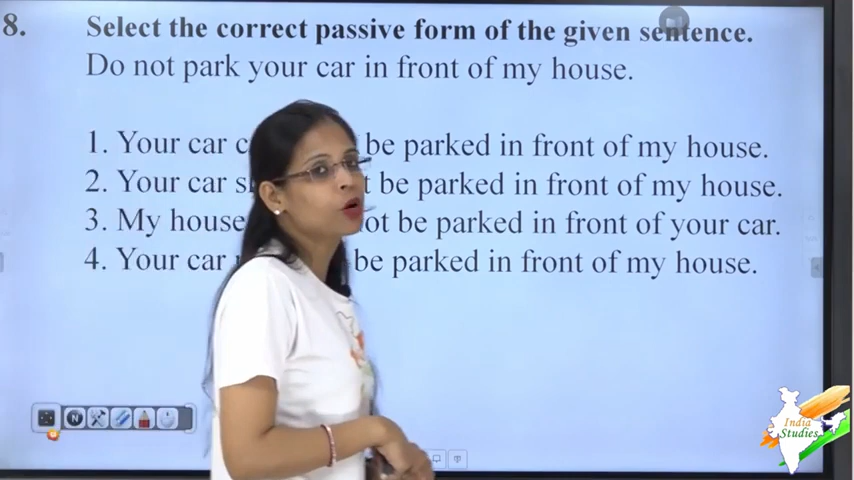 8. Select the correct passive form of the given sentence.
Do not park your car in front of my house.
1. Your car be parked in front of my house.
2. Your car be parked in front of my house.
3. My house be parked in front of your car.
4. Your car be parked in front of my house.
N
India
Studies